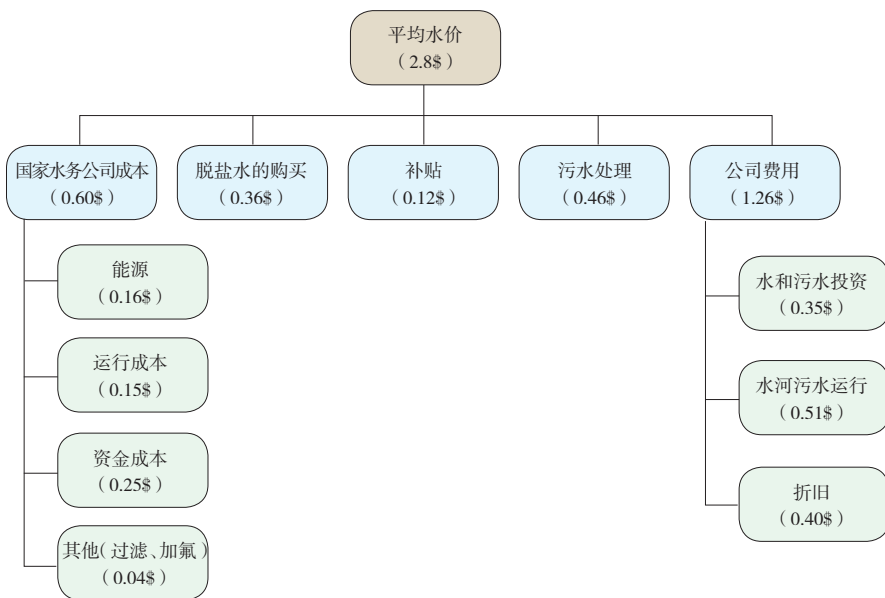 平均水价
（2.8$）
国家水务公司成本
（0.60$）
脱盐水的购买
（0.36$）
补贴
（0.12$）
污水处理
（0.46$）
公司费用
（1.26$）
能源
（0.16$）
运行成本
（0.15$）
资金成本
（0.25$）
其他（过滤、加氟）
（0.04$）
水和污水投资
（0.35$）
水河污水运行
（0.51$）
折旧
（0.40$）